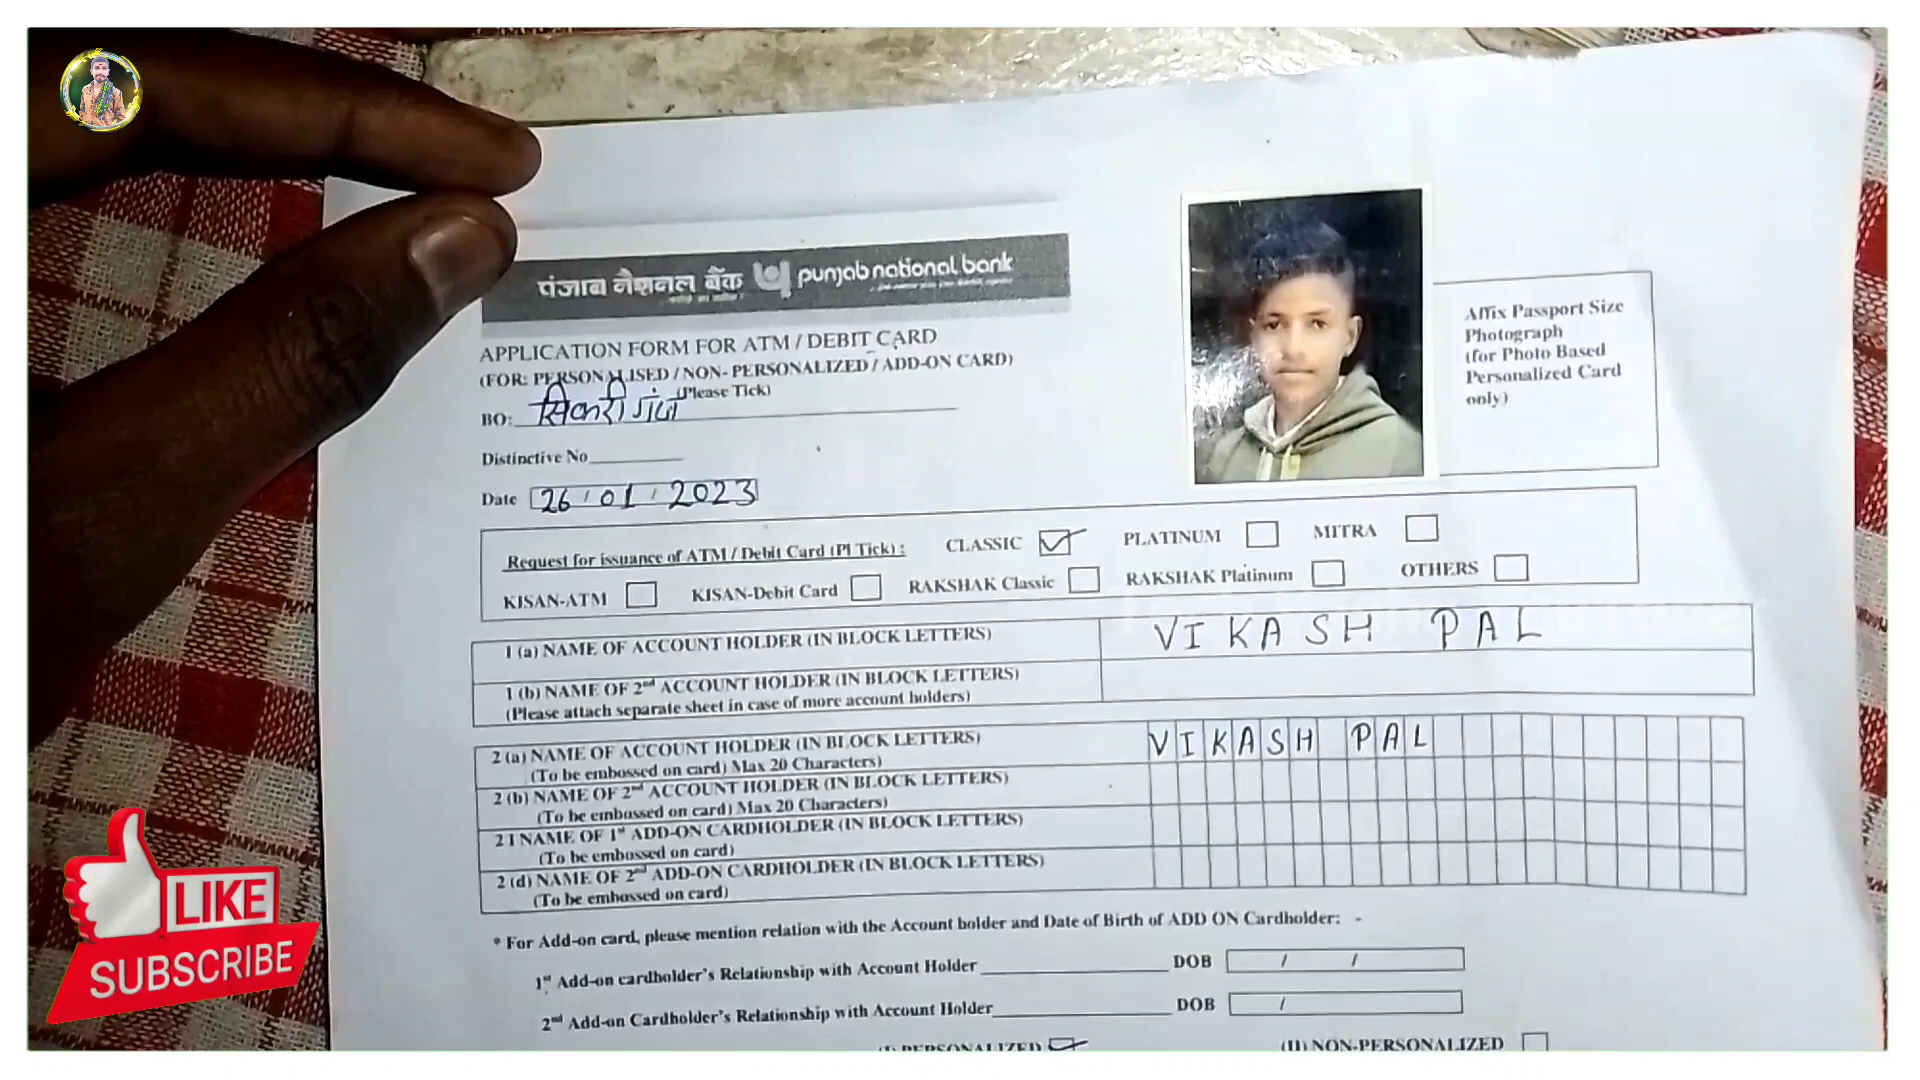 पंजाब नैशनल बैंक punjab national bank
APPLICATION FORM FOR ATM / DEBIT CARD
(FOR: PERSONALISED / NON- PERSONALIZED / ADD-ON CARD)
(Please Tick)
BO: सिकरीगंज
Distinctive No
Date 26 / 01 / 2023
Affix Passport Size
Photograph
(for Photo Based
Personalized Card
only)
Request for issuance of ATM / Debit Card (Pl Tick) : CLASSIC PLATINUM MITRA
KISAN-ATM KISAN-Debit Card RAKSHAK Classic RAKSHAK Platinum OTHERS
1 (a) NAME OF ACCOUNT HOLDER (IN BLOCK LETTERS) VIKASH PAL
1 (b) NAME OF 2nd ACCOUNT HOLDER (IN BLOCK LETTERS)
(Please attach separate sheet in case of more account holders)
2 (a) NAME OF ACCOUNT HOLDER (IN BLOCK LETTERS) VIKASH PAL
(To be embossed on card) Max 20 Characters)
2 (b) NAME OF 2nd ACCOUNT HOLDER (IN BLOCK LETTERS)
(To be embossed on card) Max 20 Characters)
2 I NAME OF 1st ADD-ON CARDHOLDER (IN BLOCK LETTERS)
(To be embossed on card)
2 (d) NAME OF 2nd ADD-ON CARDHOLDER (IN BLOCK LETTERS)
(To be embossed on card)
* For Add-on card, please mention relation with the Account holder and Date of Birth of ADD ON Cardholder: -
1st Add-on cardholder's Relationship with Account Holder DOB / /
2nd Add-on Cardholder's Relationship with Account Holder DOB /
(I) PERSONALIZED (II) NON-PERSONALIZED
LIKE
SUBSCRIBE